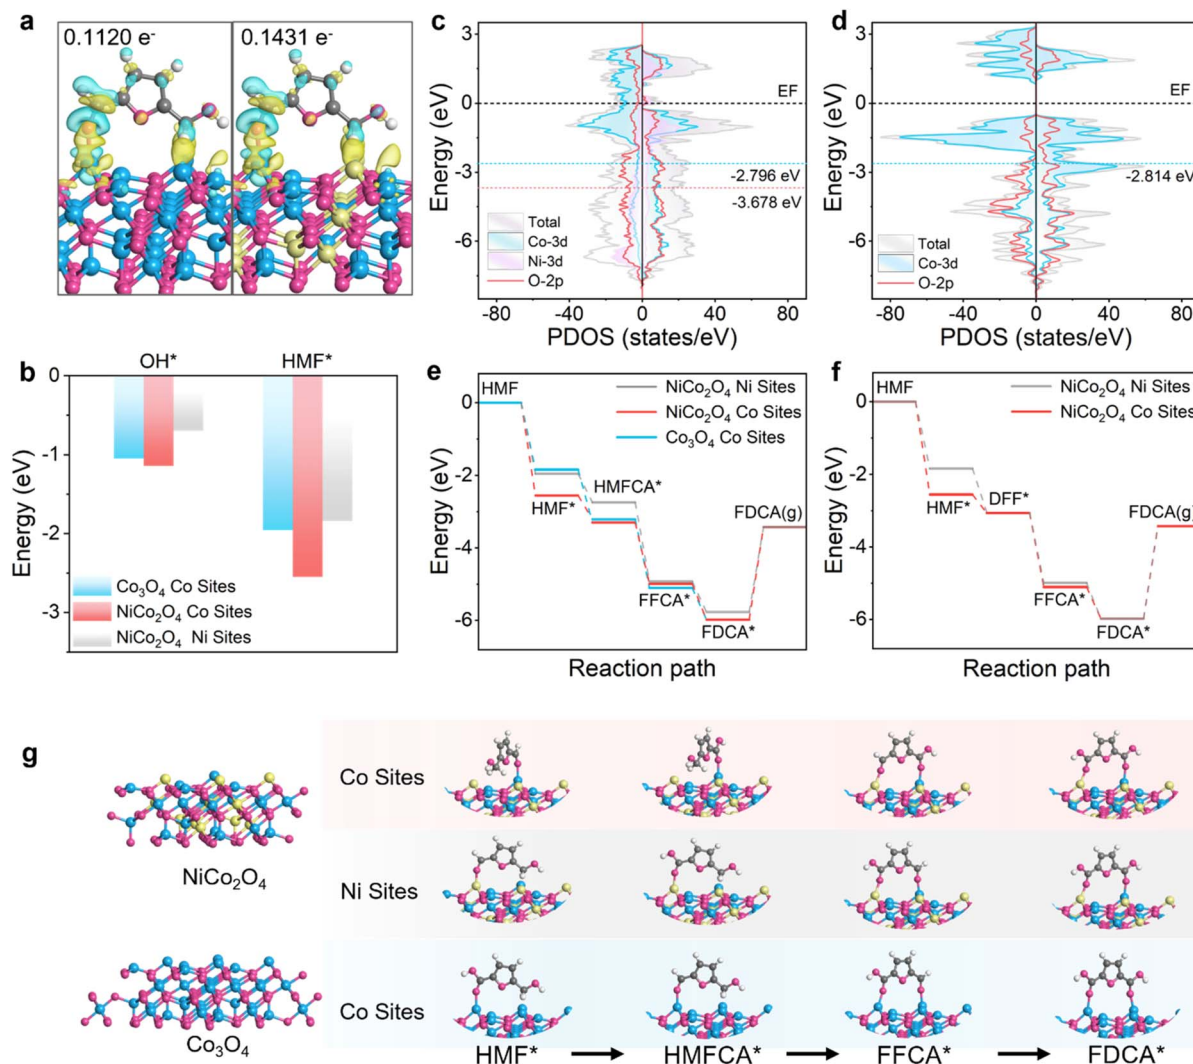 a
0.1120 e⁻
0.1431 e⁻
c
3
0
-3
-6
Energy (eV)
EF
-2.796 eV
-3.678 eV
Total
Co-3d
Ni-3d
O-2p
-80
-40
0
40
80
PDOS (states/eV)
d
3
0
-3
-6
Energy (eV)
EF
-2.814 eV
Total
Co-3d
O-2p
-80
-40
0
40
80
PDOS (states/eV)
b
OH*
HMF*
0
-1
-2
-3
Energy (eV)
Co₃O₄ Co Sites
NiCo₂O₄ Co Sites
NiCo₂O₄ Ni Sites
e
HMF
NiCo₂O₄ Ni Sites
NiCo₂O₄ Co Sites
Co₃O₄ Co Sites
0
-2
-4
-6
Energy (eV)
HMFCA*
HMF*
FDCA(g)
FFCA*
FDCA*
Reaction path
f
HMF
NiCo₂O₄ Ni Sites
NiCo₂O₄ Co Sites
0
-2
-4
-6
Energy (eV)
HMF*
DFF*
FDCA(g)
FFCA*
FDCA*
Reaction path
g
NiCo₂O₄
Co₃O₄
Co Sites
Ni Sites
Co Sites
HMF*
HMFCA*
FFCA*
FDCA*